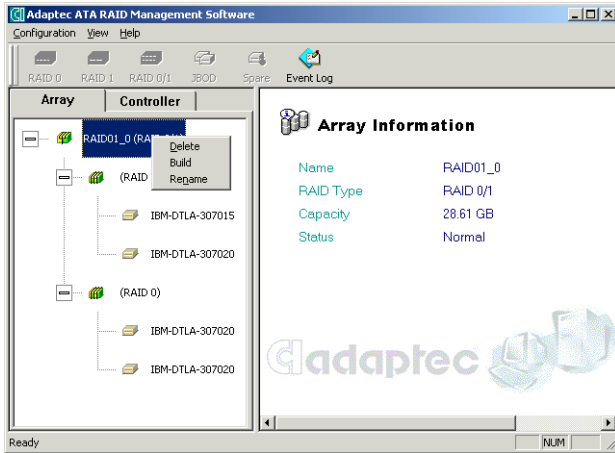 Adaptec ATA RAID Management Software
Configuration View Help
RAID 0 RAID 1 RAID 0/1 JBOD Spare Event Log
Array Controller
RAID01_0
Delete
Build
Rename
(RAID
IBM-DTLA-307015
IBM-DTLA-307020
(RAID 0)
IBM-DTLA-307020
IBM-DTLA-307020
Array Information
Name RAID01_0
RAID Type RAID 0/1
Capacity 28.61 GB
Status Normal
adaptec
Ready NUM